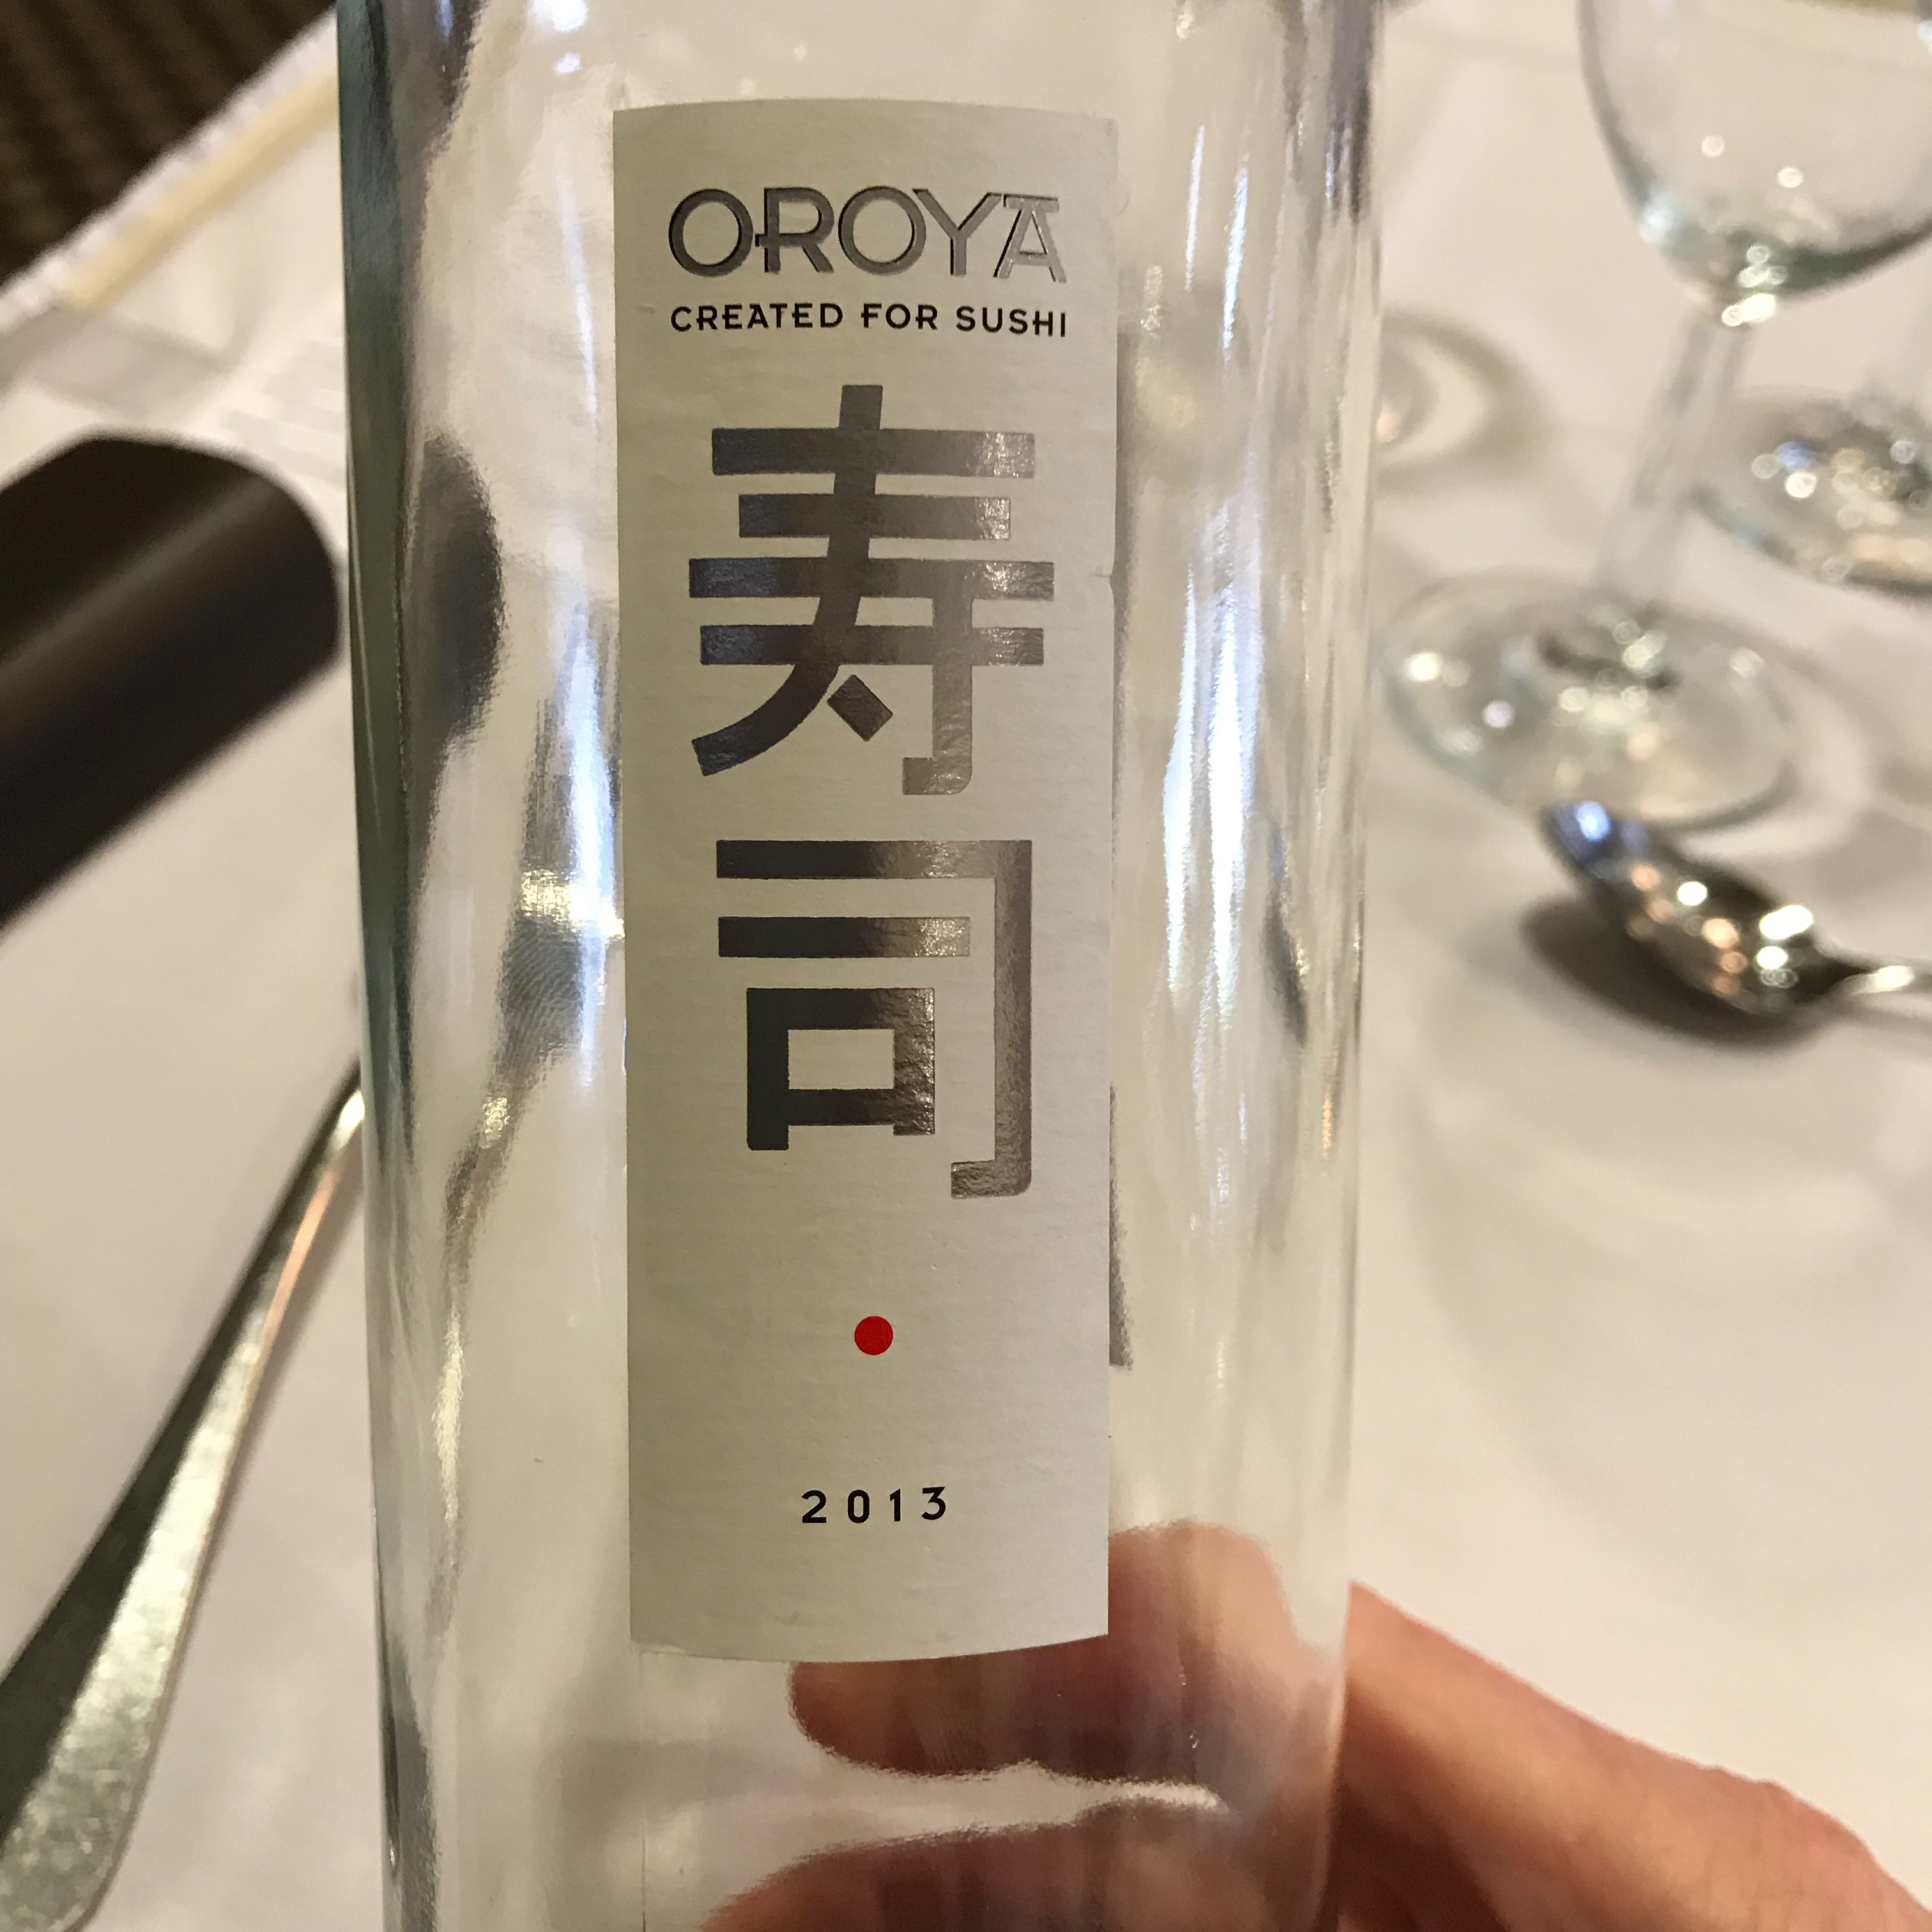 OROYA
CREATED FOR SUSHI
寿司
2013